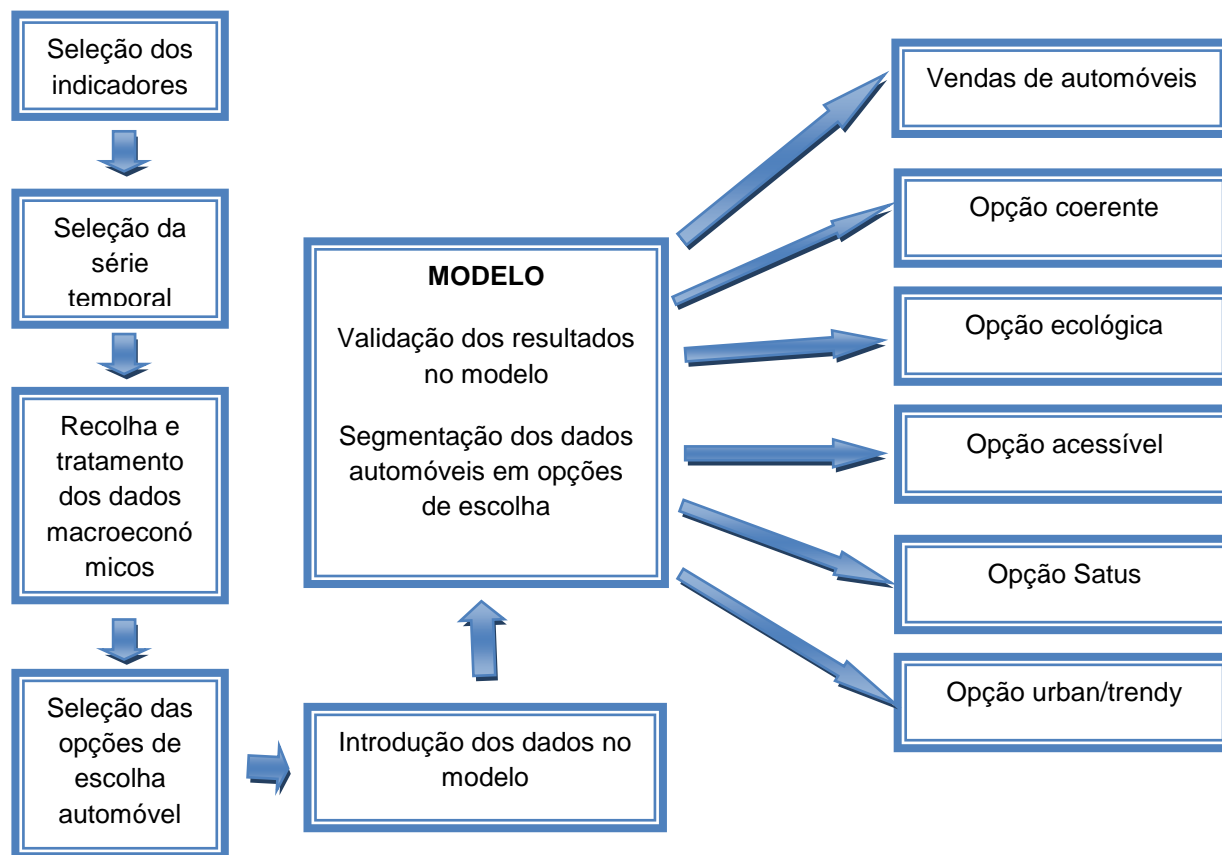 Seleção dos
indicadores
Seleção da
série
temporal
Recolha e
tratamento
dos dados
macroeconó
micos
Seleção das
opções de
escolha
automóvel
Introdução dos dados no
modelo
MODELO
Validação dos resultados
no modelo
Segmentação dos dados
automóveis em opções
de escolha
Vendas de automóveis
Opção coerente
Opção ecológica
Opção acessível
Opção Satus
Opção urban/trendy